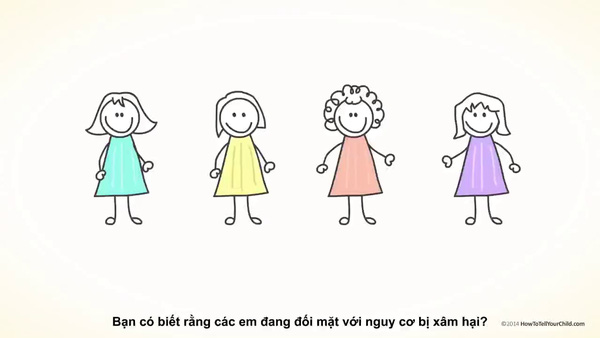 Bạn có biết rằng các em đang đối mặt với nguy cơ bị xâm hại?
©2014 HowToTellYourChild.com